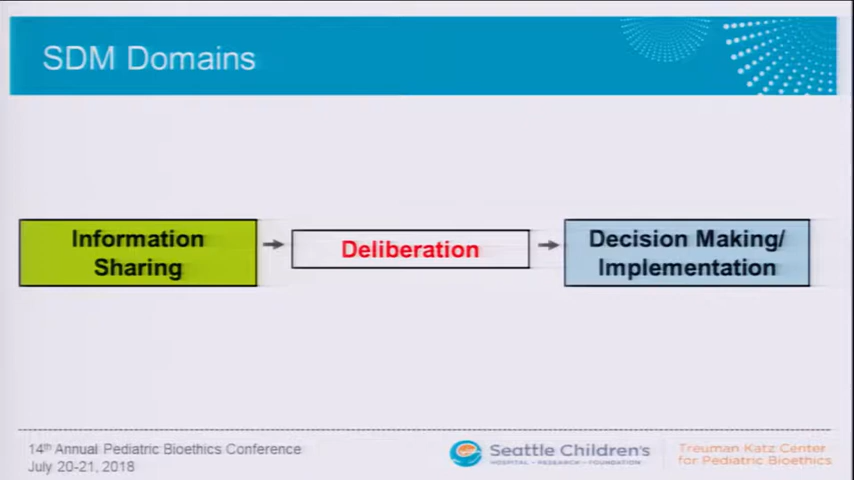 SDM Domains
Information
Sharing
Deliberation
Decision Making/
Implementation
14th Annual Pediatric Bioethics Conference
July 20-21, 2018
Seattle Children's
HOSPITAL • RESEARCH • FOUNDATION
Treuman Katz Center
for Pediatric Bioethics